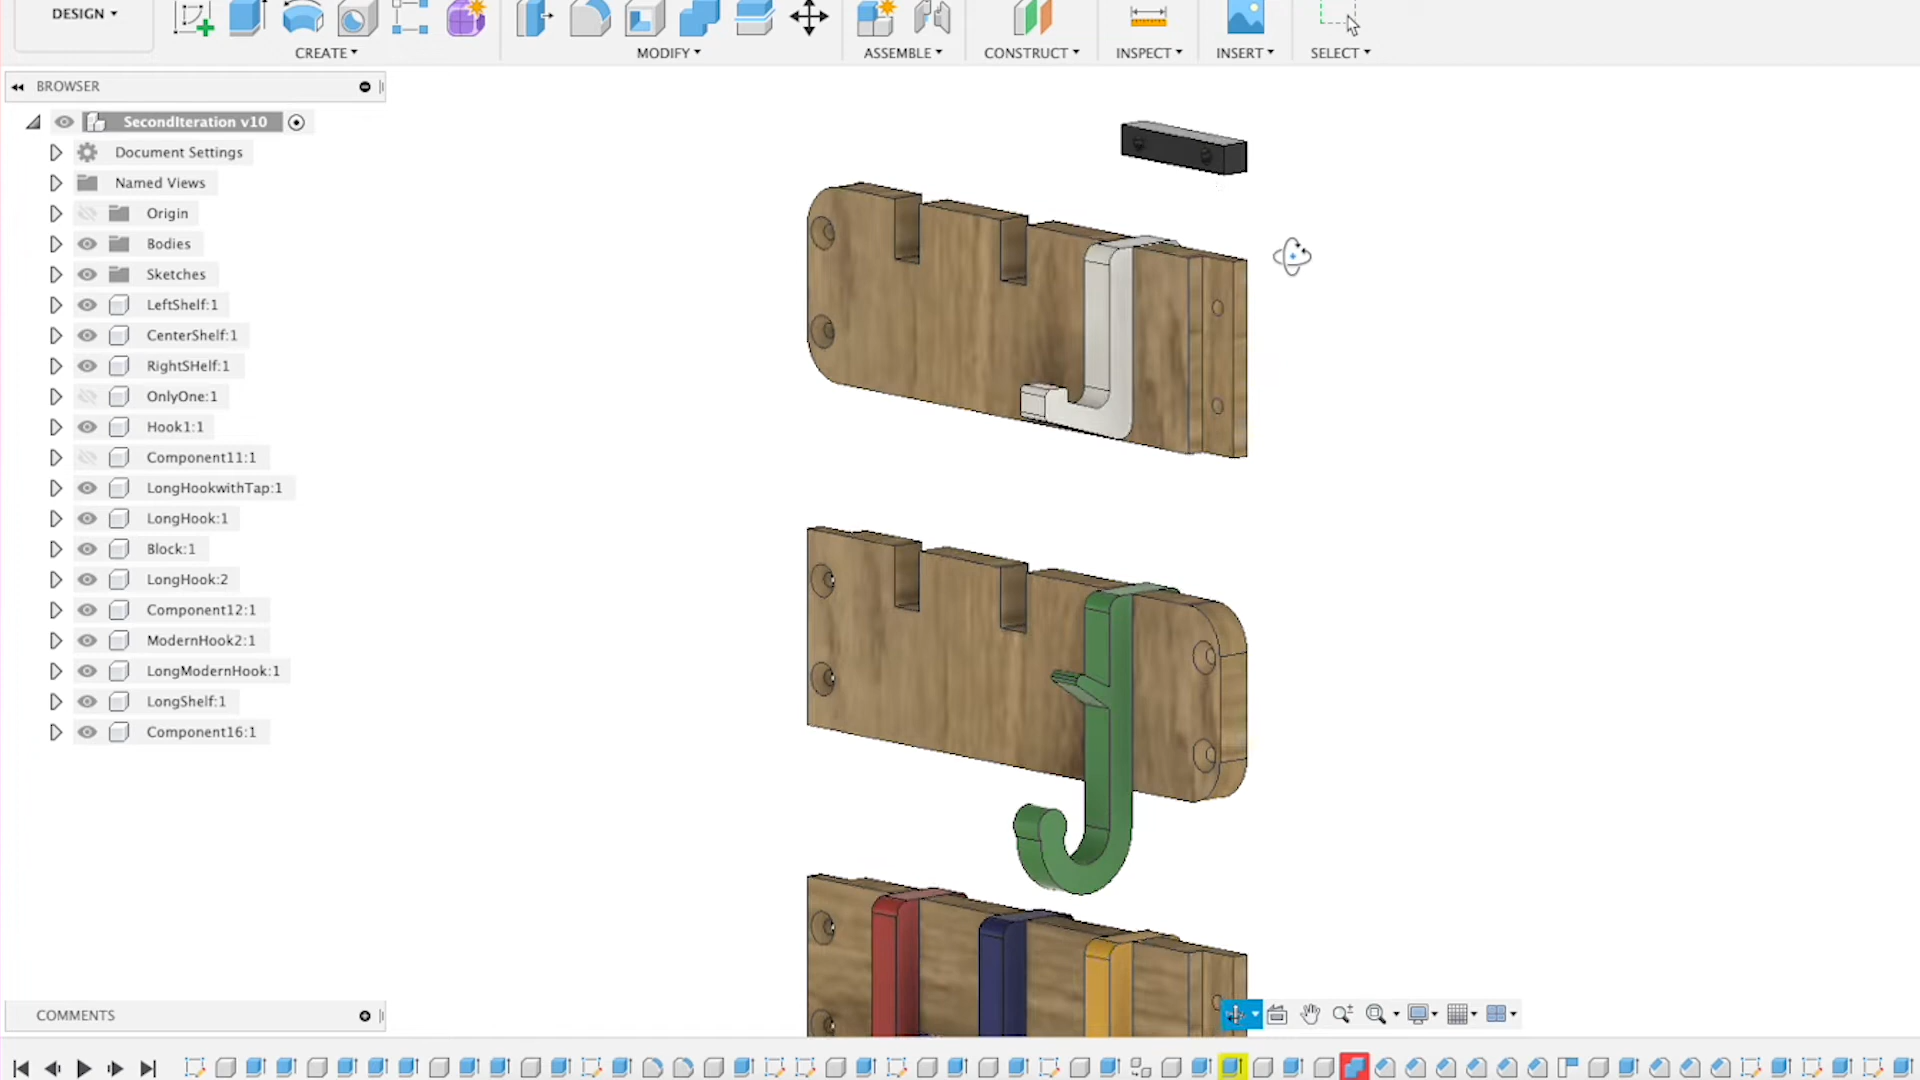 DESIGN
CREATE
MODIFY
ASSEMBLE
CONSTRUCT
INSPECT
INSERT
SELECT
BROWSER
SecondIteration v10
Document Settings
Named Views
Origin
Bodies
Sketches
LeftShelf:1
CenterShelf:1
RightSHelf:1
OnlyOne:1
Hook1:1
Component11:1
LongHookwithTap:1
LongHook:1
Block:1
LongHook:2
Component12:1
ModernHook2:1
LongModernHook:1
LongShelf:1
Component16:1
COMMENTS